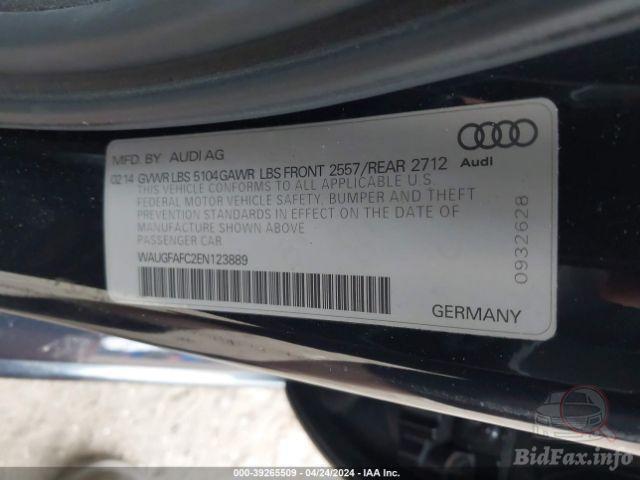 MFD. BY AUDI AG
02.14 GVWR LBS 5104 GAWR LBS FRONT 2557/REAR 2712
THIS VEHICLE CONFORMS TO ALL APPLICABLE U.S
FEDERAL MOTOR VEHICLE SAFETY, BUMPER AND THEFT
PREVENTION STANDARDS IN EFFECT ON THE DATE OF
MANUFACTURE SHOWN ABOVE
PASSENGER CAR
WAUGFAFC2EN123889
Audi
0932628
GERMANY
000-39265509 - 04/24/2024 - IAA Inc.
BidFax.info